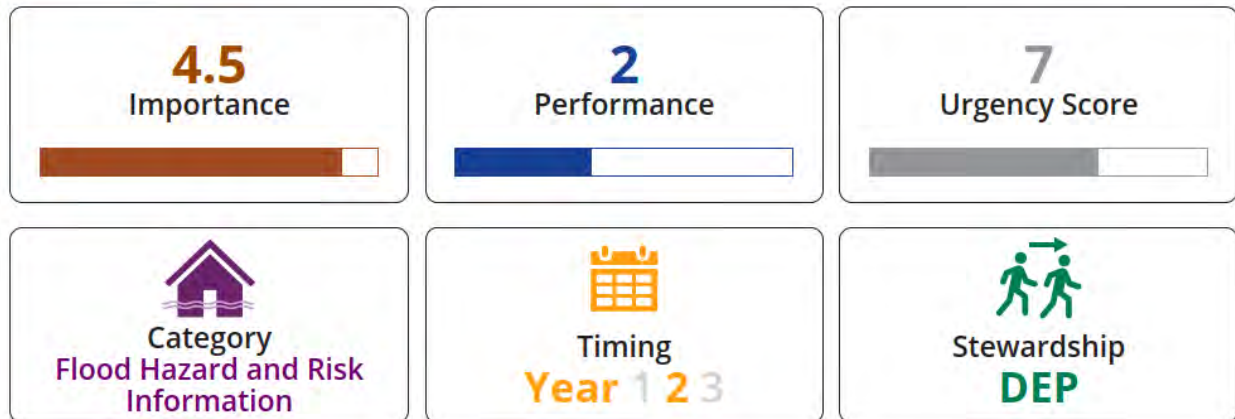 4.5
Importance
2
Performance
7
Urgency Score
Category
Flood Hazard and Risk
Information
Timing
Year 1 2 3
Stewardship
DEP